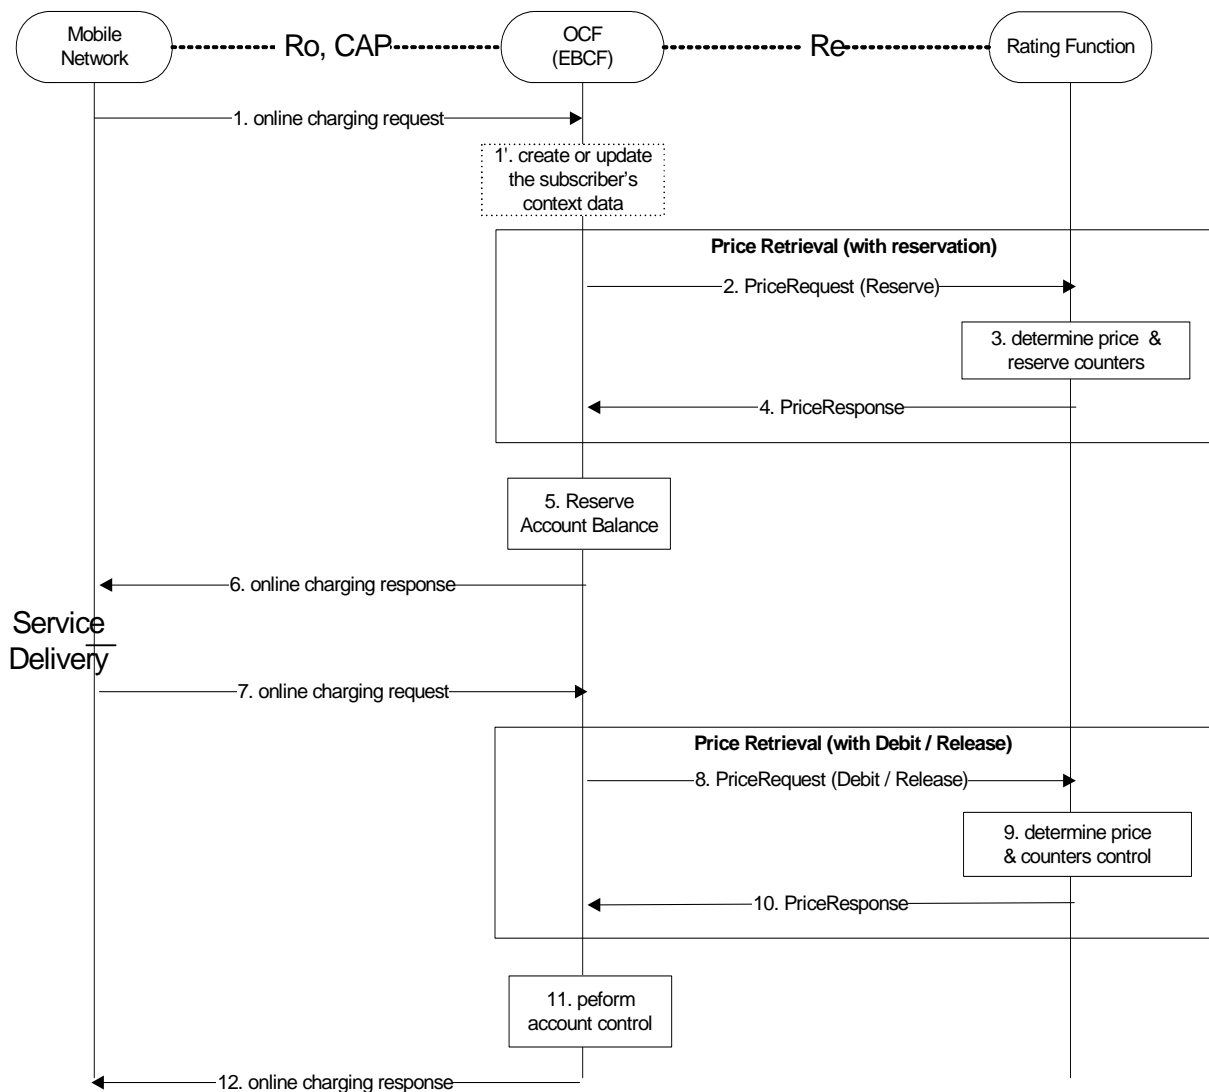 Mobile
Network
Ro, CAP
OCF
(EBCF)
Re
Rating Function
1. online charging request
1'. create or update
the subscriber's
context data
Price Retrieval (with reservation)
2. PriceRequest (Reserve)
3. determine price &
reserve counters
4. PriceResponse
5. Reserve
Account Balance
6. online charging response
Service
Delivery
7. online charging request
Price Retrieval (with Debit / Release)
8. PriceRequest (Debit / Release)
9. determine price
& counters control
10. PriceResponse
11. peform
account control
12. online charging response